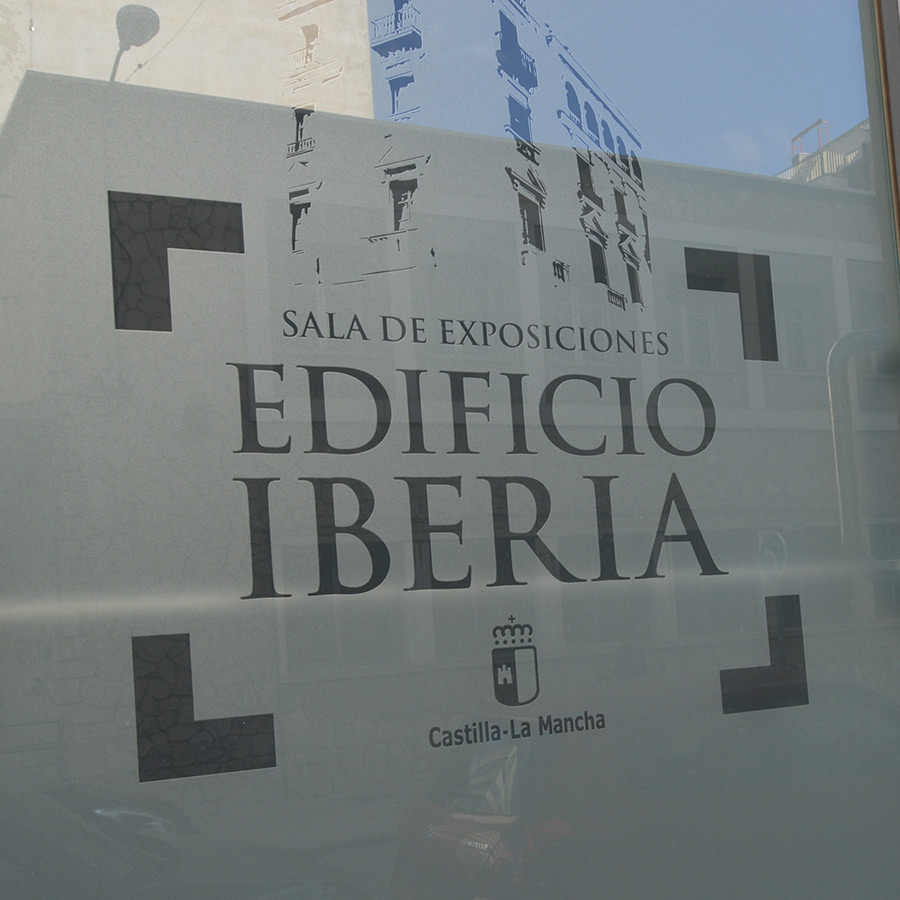 SALA DE EXPOSICIONES
EDIFICIO
IBERIA
Castilla-La Mancha